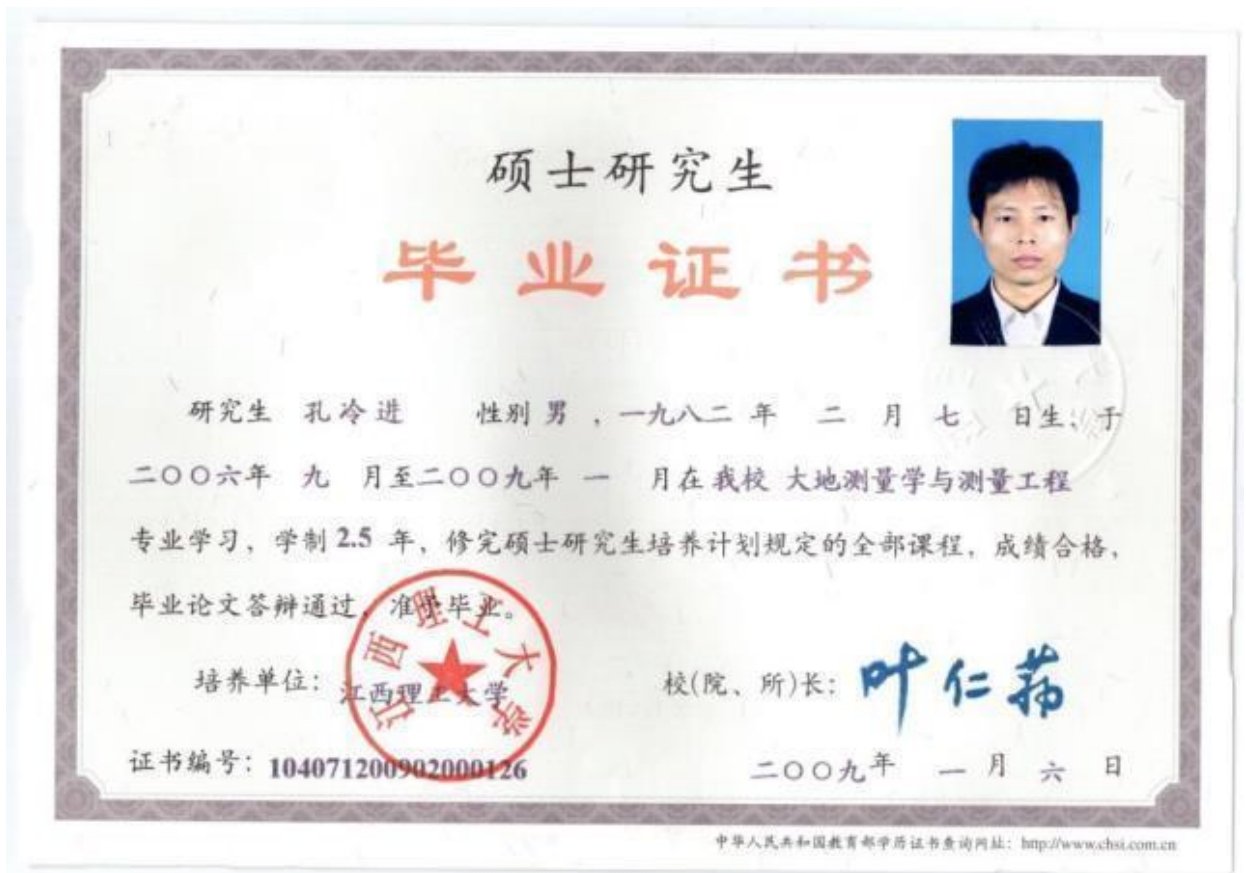 硕士研究生
毕业证书
研究生 孔冷进 性别 男 ，一九八二 年 二 月 七 日生、于
二〇〇六年 九 月至二〇〇九年 一 月在我校 大地测量学与测量工程
专业学习，学制 2.5 年，修完硕士研究生培养计划规定的全部课程，成绩合格，
毕业论文答辩通过，准予毕业。
江西理工大学
培养单位：江西理工大学 校(院、所)长：叶仁荪
证书编号：104071200902000126 二〇〇九年 一 月 六 日
中华人民共和国教育部学历证书查询网址：http://www.chsi.com.cn